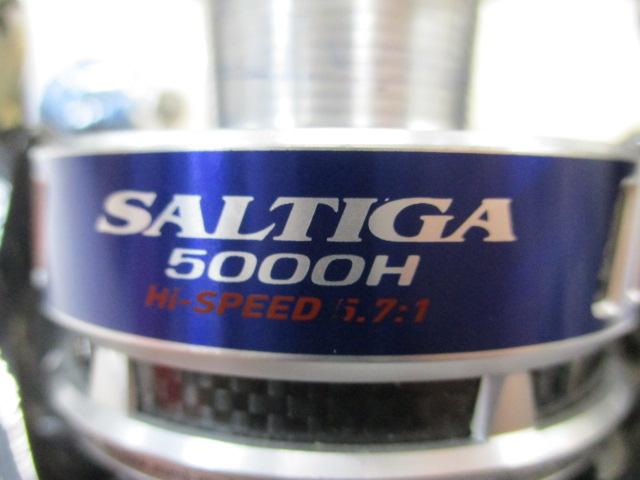 SALTIGA
5000H
Hi-SPEED 5.7:1